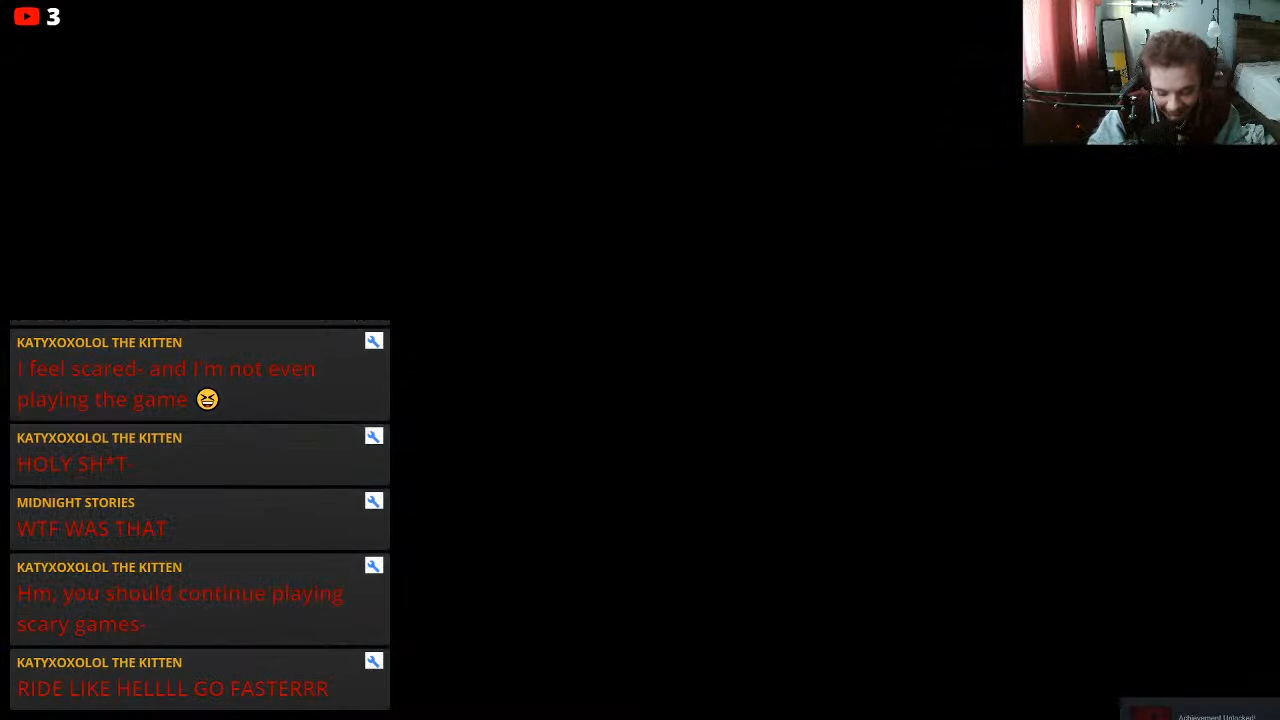 3
KATYXOXOLOL THE KITTEN
I feel scared- and I'm not even
playing the game 😆
KATYXOXOLOL THE KITTEN
HOLY SH*T-
MIDNIGHT STORIES
WTF WAS THAT
KATYXOXOLOL THE KITTEN
Hm, you should continue playing
scary games-
KATYXOXOLOL THE KITTEN
RIDE LIKE HELLLL GO FASTERRR
Achievement Unlocked!